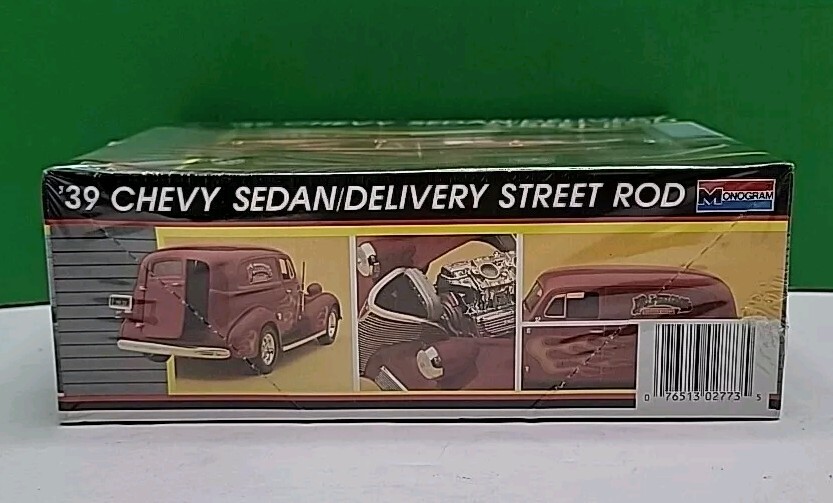 '39 CHEVY SEDAN/DELIVERY STREET ROD
MONOGRAM
0 76513 02773 5